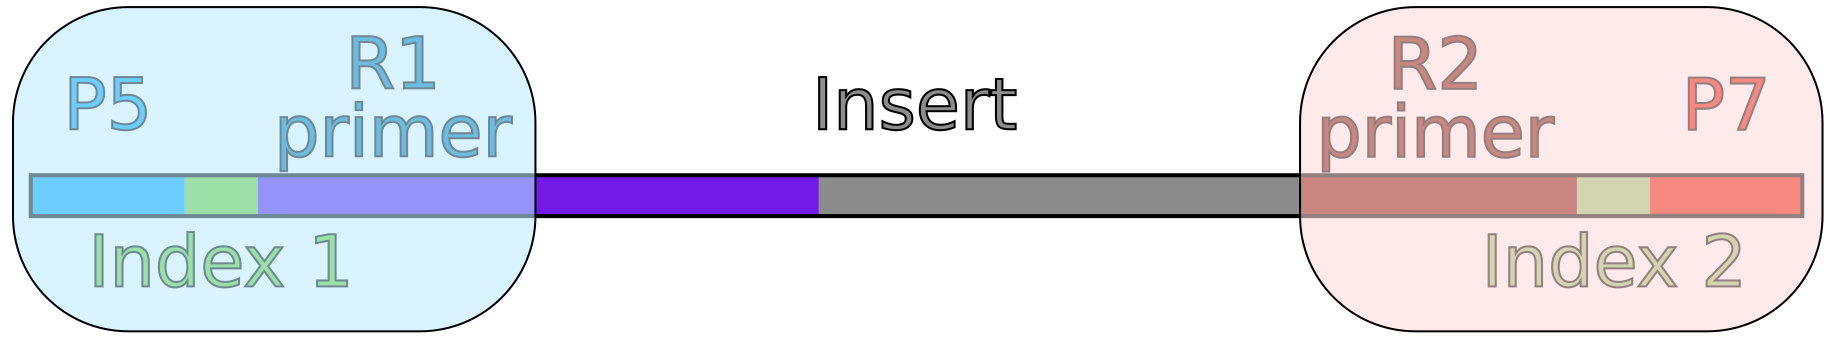 P5
R1
primer
Index 1
Insert
R2
primer
P7
Index 2